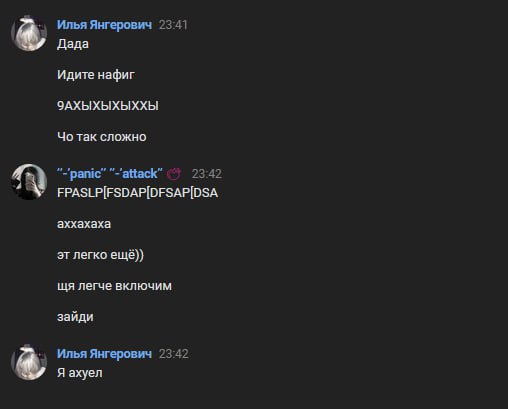 Илья Янгерович 23:41
Дада
Идите нафиг
9АХЫХЫХЫХХЫ
Чо так сложно
"-'panic" "-'attack" 23:42
FPASLP[FSDAP[DFSAP[DSA
аххахаха
эт легко ещё))
щя легче включим
зайди
Илья Янгерович 23:42
Я ахуел